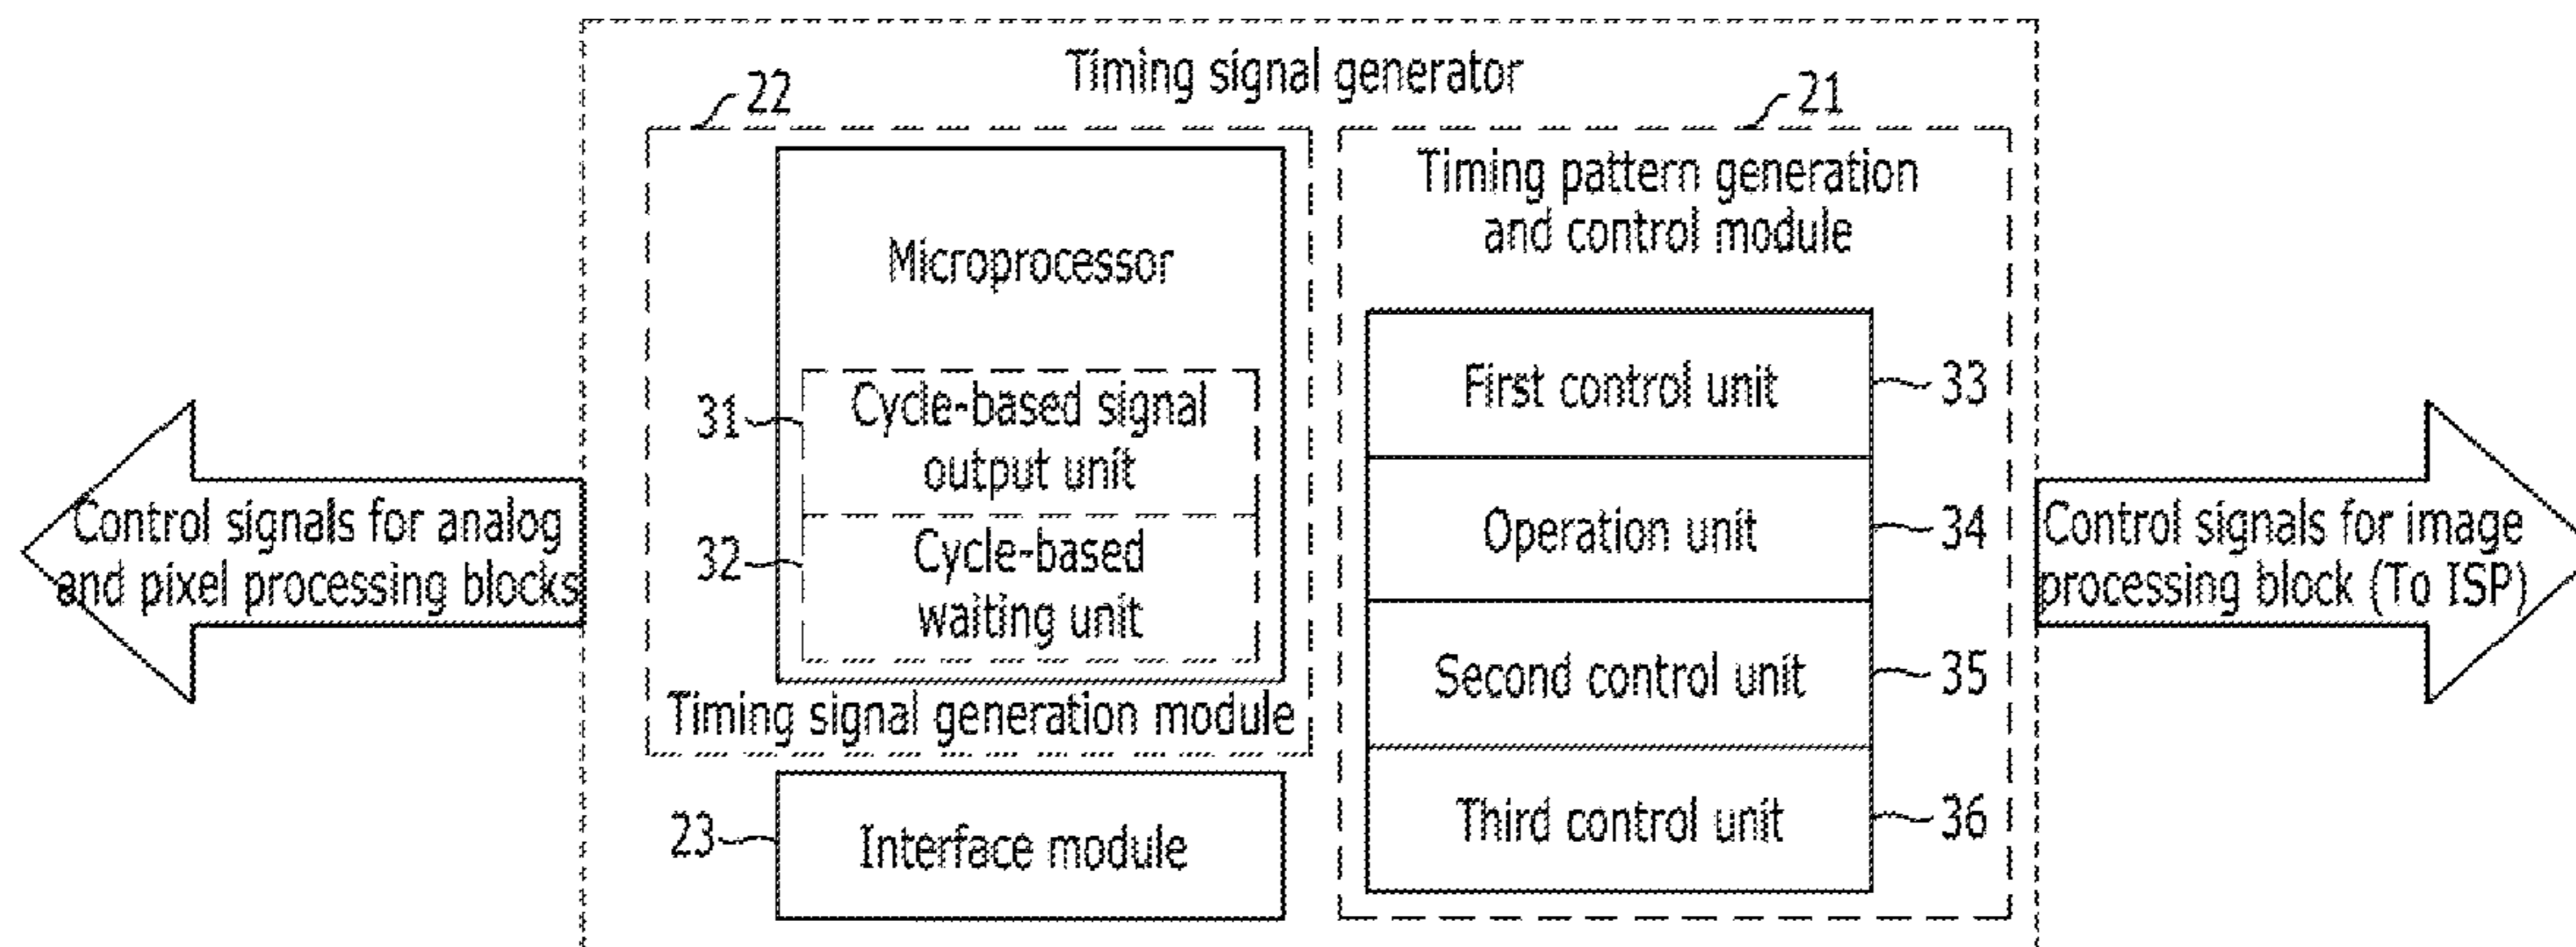 Timing signal generator
22
21
Microprocessor
31
Cycle-based signal
output unit
32
Cycle-based
waiting unit
Timing signal generation module
23
Interface module
Timing pattern generation
and control module
First control unit
33
Operation unit
34
Second control unit
35
Third control unit
36
Control signals for analog
and pixel processing blocks
Control signals for image
processing block (To ISP)